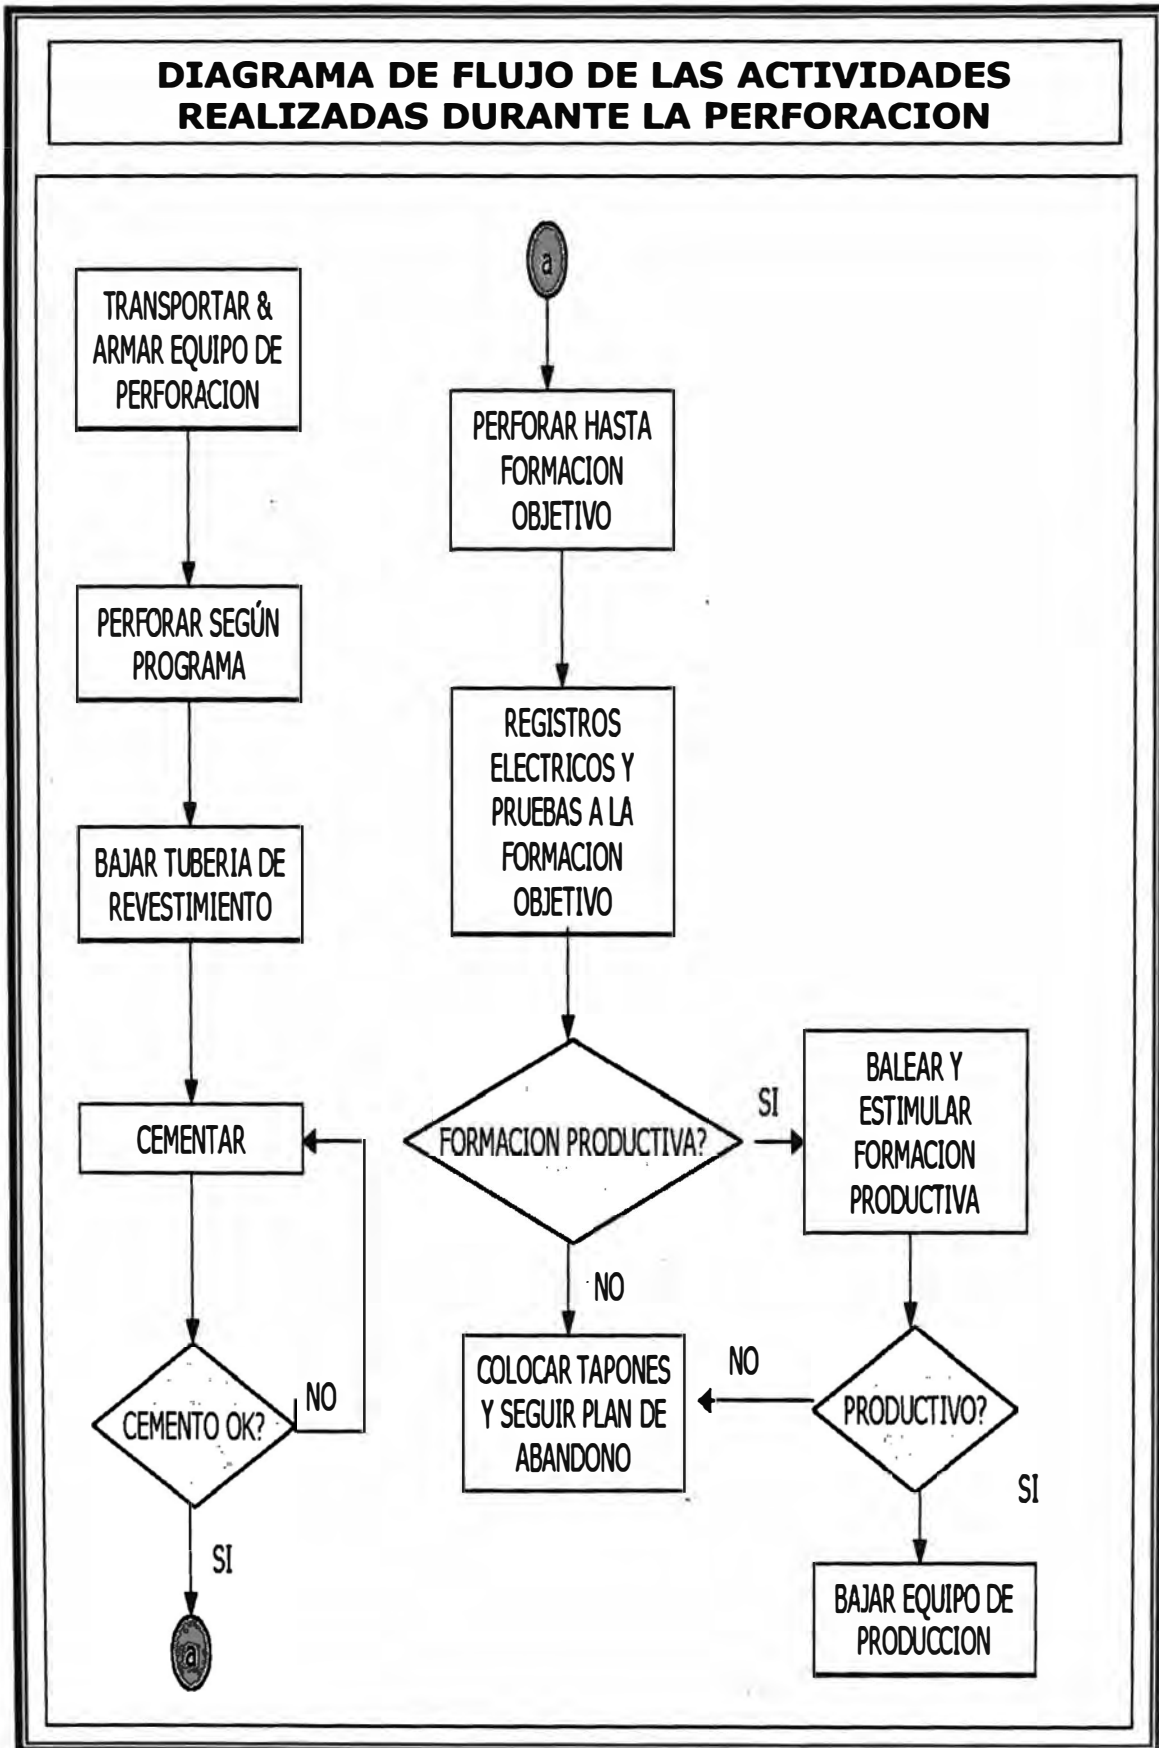 DIAGRAMA DE FLUJO DE LAS ACTIVIDADES
REALIZADAS DURANTE LA PERFORACION
TRANSPORTAR &
ARMAR EQUIPO DE
PERFORACION
PERFORAR SEGÚN
PROGRAMA
BAJAR TUBERIA DE
REVESTIMIENTO
CEMENTAR
CEMENTO OK?
NO
SI
a
a
PERFORAR HASTA
FORMACION
OBJETIVO
REGISTROS
ELECTRICOS Y
PRUEBAS A LA
FORMACION
OBJETIVO
FORMACION PRODUCTIVA?
SI
NO
BALEAR Y
ESTIMULAR
FORMACION
PRODUCTIVA
COLOCAR TAPONES
Y SEGUIR PLAN DE
ABANDONO
NO
PRODUCTIVO?
SI
BAJAR EQUIPO DE
PRODUCCION